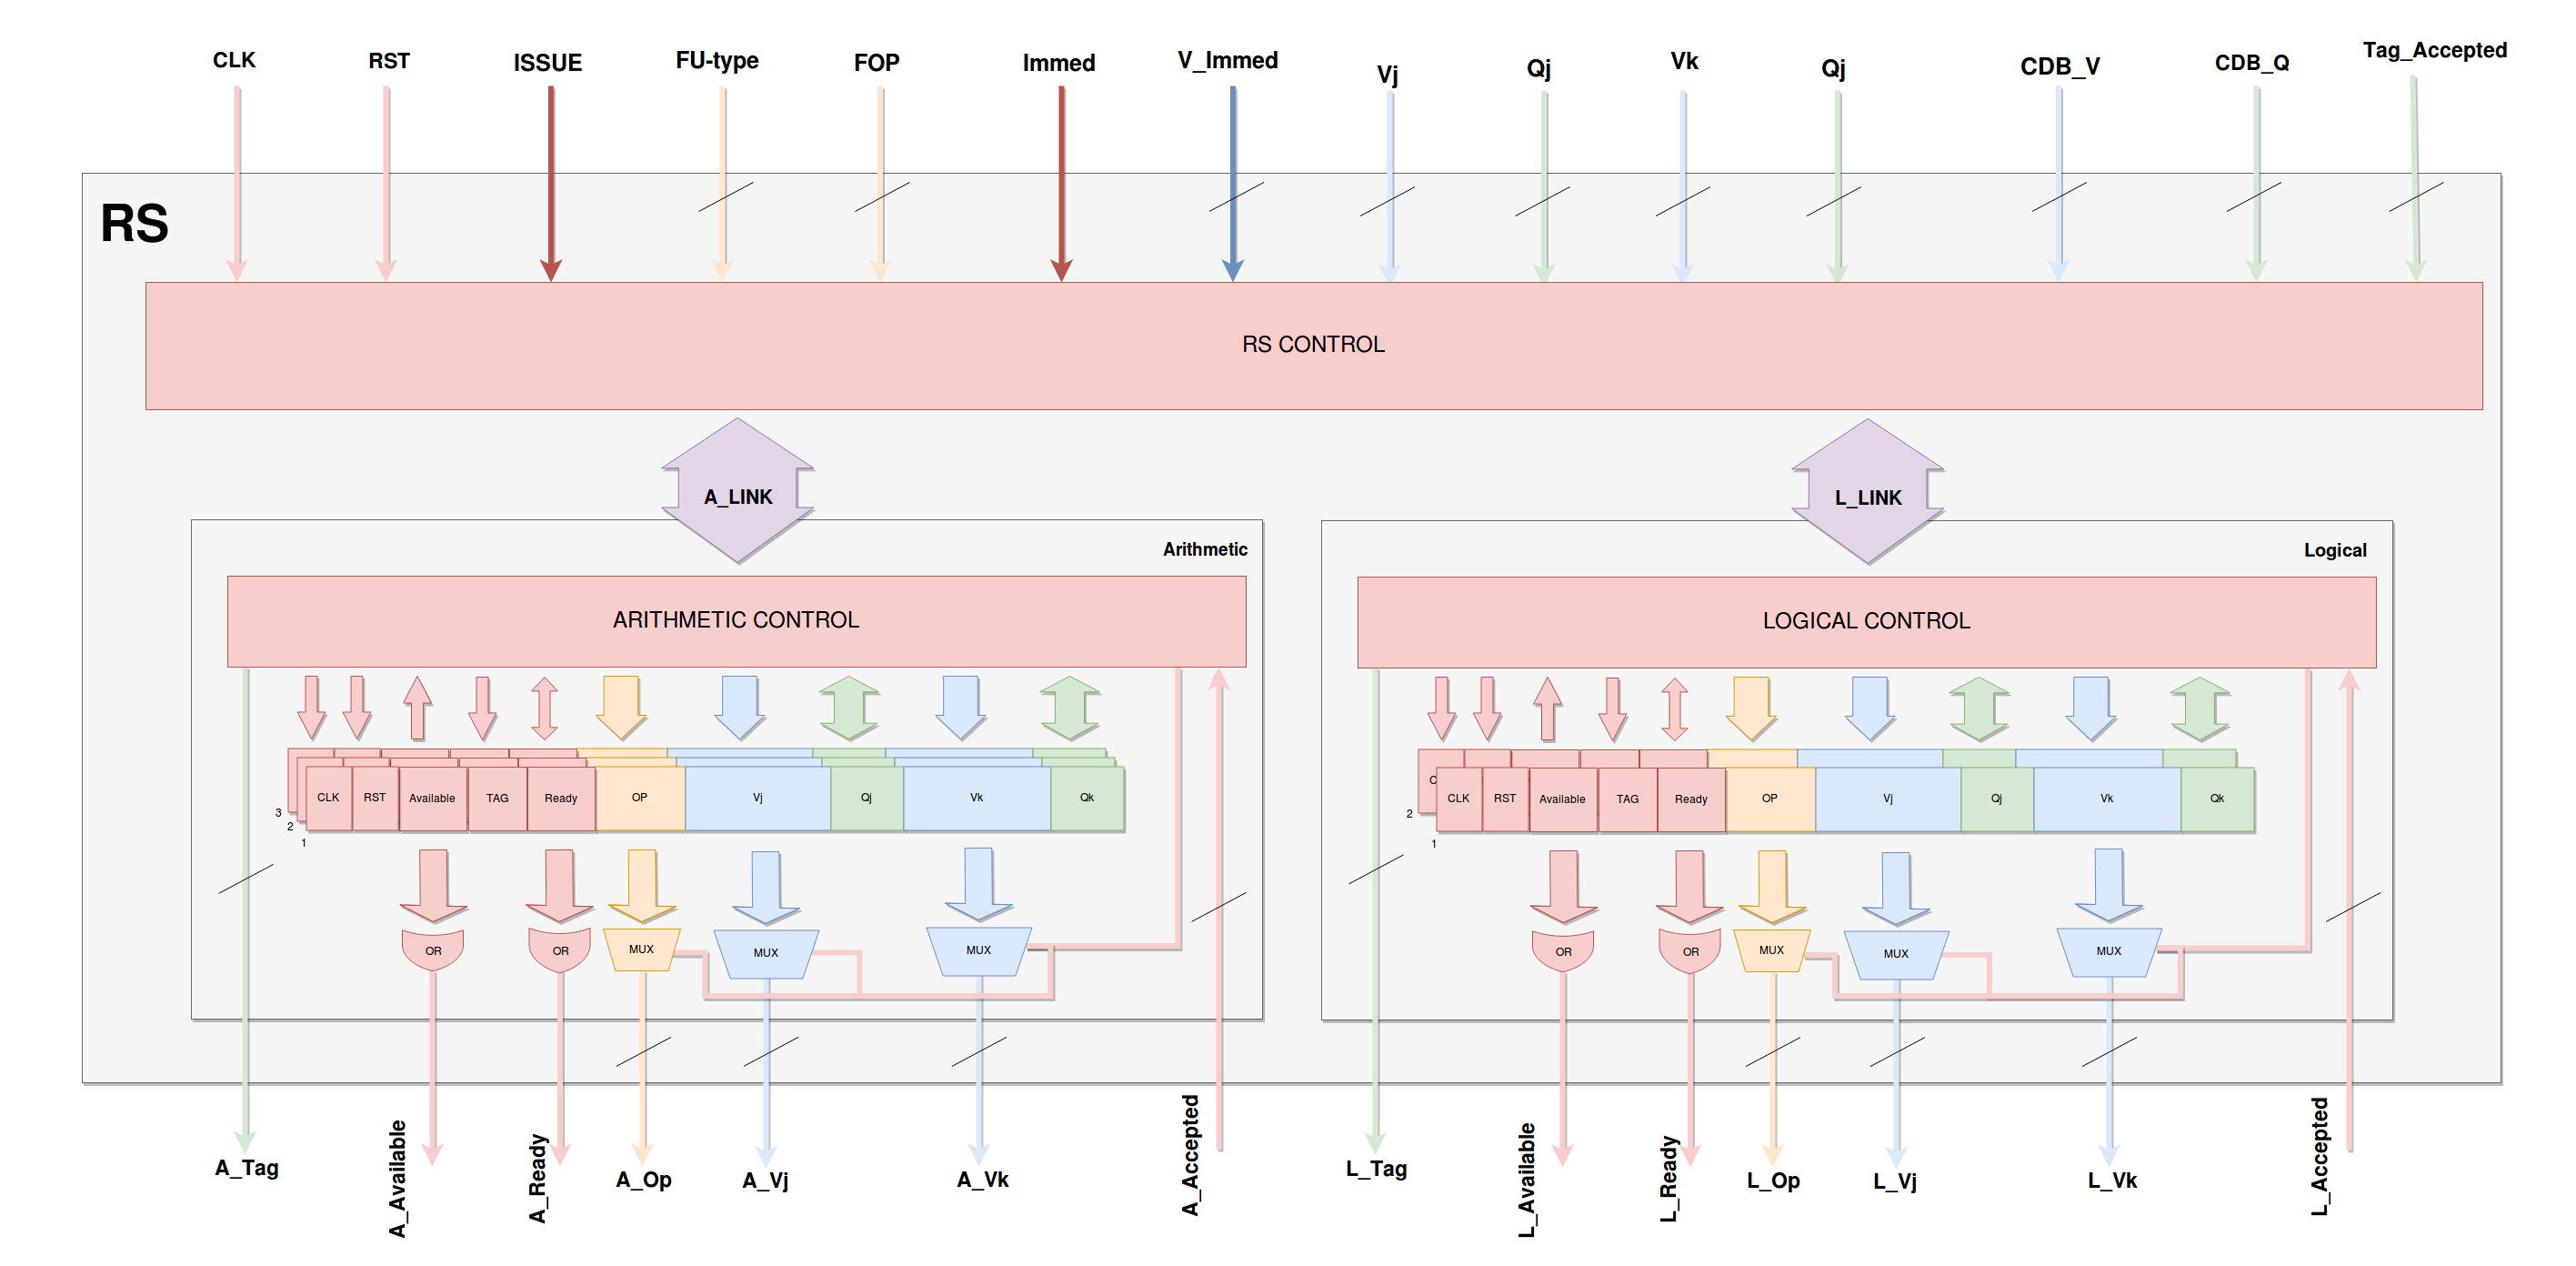 CLK
RST
ISSUE
FU-type
FOP
Immed
V_Immed
Vj
Qj
Vk
Qj
CDB_V
CDB_Q
Tag_Accepted
RS
RS CONTROL
A_LINK
L_LINK
Arithmetic
ARITHMETIC CONTROL
CLK
RST
Available
TAG
Ready
OP
Vj
Qj
Vk
Qk
3
2
1
OR
OR
MUX
MUX
MUX
A_Tag
A_Available
A_Ready
A_Op
A_Vj
A_Vk
A_Accepted
Logical
LOGICAL CONTROL
C
CLK
RST
Available
TAG
Ready
OP
Vj
Qj
Vk
Qk
2
1
OR
OR
MUX
MUX
MUX
L_Tag
L_Available
L_Ready
L_Op
L_Vj
L_Vk
L_Accepted